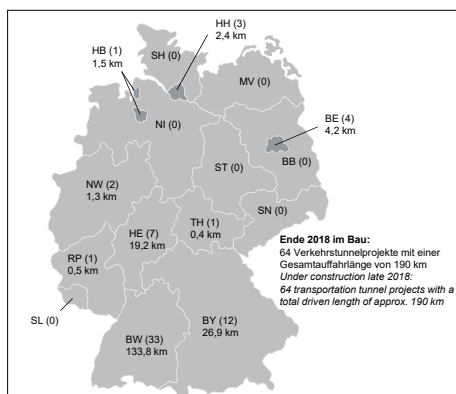 HH (3)
2,4 km
HB (1)
1,5 km
SH (0)
MV (0)
NI (0)
BE (4)
4,2 km
BB (0)
ST (0)
NW (2)
1,3 km
SN (0)
TH (1)
0,4 km
HE (7)
19,2 km
RP (1)
0,5 km
SL (0)
BY (12)
26,9 km
BW (33)
133,8 km
Ende 2018 im Bau:
64 Verkehrstunnelprojekte mit einer
Gesamtauffahrlänge von 190 km
Under construction late 2018:
64 transportation tunnel projects with a
total driven length of approx. 190 km